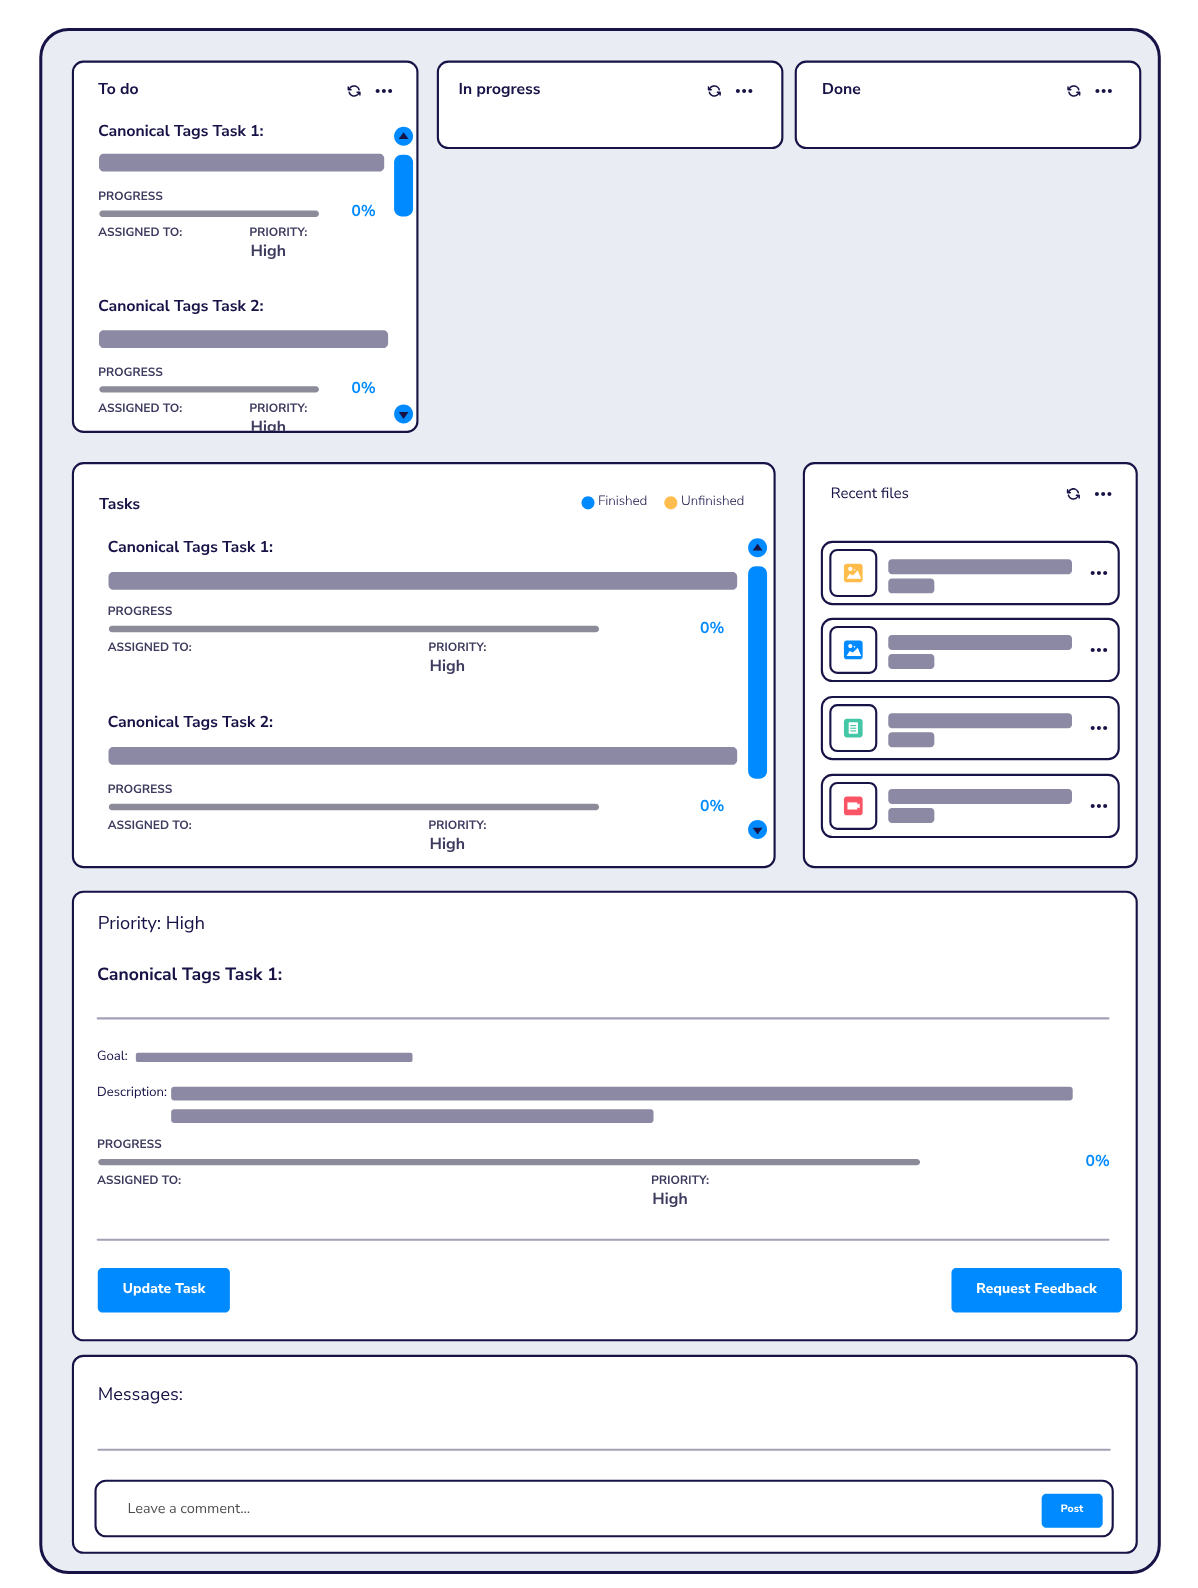 To do
Canonical Tags Task 1:
PROGRESS
0%
ASSIGNED TO: PRIORITY:
High
Canonical Tags Task 2:
PROGRESS
0%
ASSIGNED TO: PRIORITY:
High
In progress
Done
Tasks
Finished Unfinished
Canonical Tags Task 1:
PROGRESS
0%
ASSIGNED TO: PRIORITY:
High
Canonical Tags Task 2:
PROGRESS
0%
ASSIGNED TO: PRIORITY:
High
Recent files
Priority: High
Canonical Tags Task 1:
Goal:
Description:
PROGRESS
0%
ASSIGNED TO: PRIORITY:
High
Update Task Request Feedback
Messages:
Leave a comment... Post